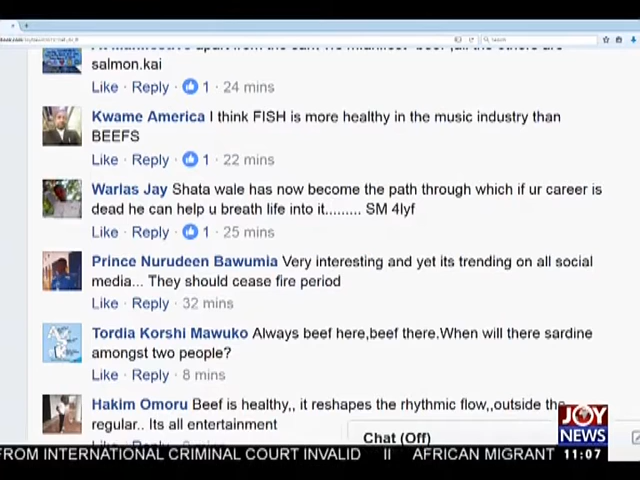 salmon.kai
Like · Reply · 1 · 24 mins
Kwame America I think FISH is more healthy in the music industry than
BEEFS
Like · Reply · 1 · 22 mins
Warlas Jay Shata wale has now become the path through which if ur career is
dead he can help u breath life into it......... SM 4lyf
Like · Reply · 1 · 25 mins
Prince Nurudeen Bawumia Very interesting and yet its trending on all social
media... They should cease fire period
Like · Reply · 32 mins
Tordia Korshi Mawuko Always beef here,beef there.When will there sardine
amongst two people?
Like · Reply · 8 mins
Hakim Omoru Beef is healthy,, it reshapes the rhythmic flow,,outside the
regular.. Its all entertainment
Chat (Off)
JOY
NEWS
FROM INTERNATIONAL CRIMINAL COURT INVALID II AFRICAN MIGRANT 11:07